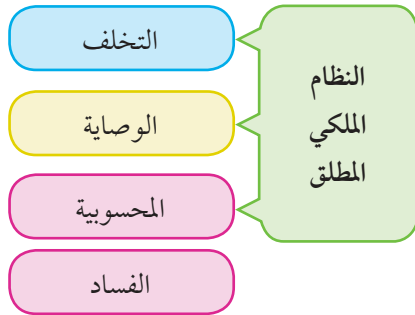 النظام
الملكي
المطلق
التخلف
الوصاية
المحسوبية
الفساد